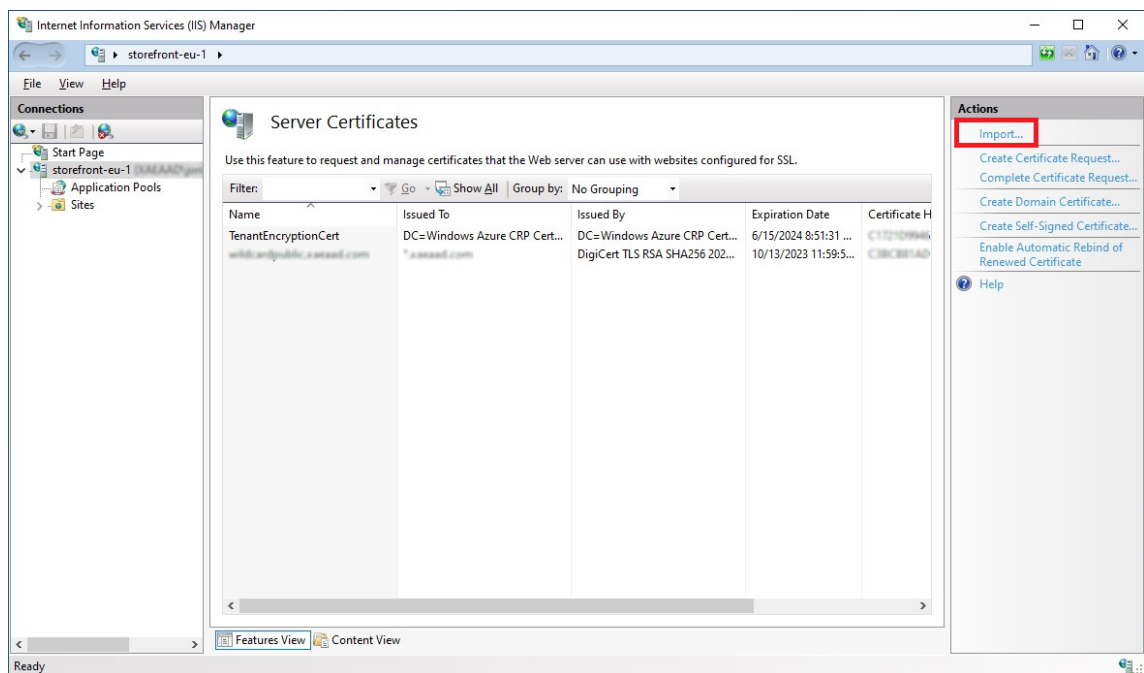 Internet Information Services (IIS) Manager
storefront-eu-1
File View Help
Connections
Start Page
storefront-eu-1
Application Pools
Sites
Server Certificates
Use this feature to request and manage certificates that the Web server can use with websites configured for SSL.
Filter: Go Show All Group by: No Grouping
Name Issued To Issued By Expiration Date Certificate H
TenantEncryptionCert DC=Windows Azure CRP Cert... DC=Windows Azure CRP Cert... 6/15/2024 8:51:31 ...
DigiCert TLS RSA SHA256 202... 10/13/2023 11:59:5...
Features View Content View
Actions
Import...
Create Certificate Request...
Complete Certificate Request...
Create Domain Certificate...
Create Self-Signed Certificate...
Enable Automatic Rebind of
Renewed Certificate
Help
Ready